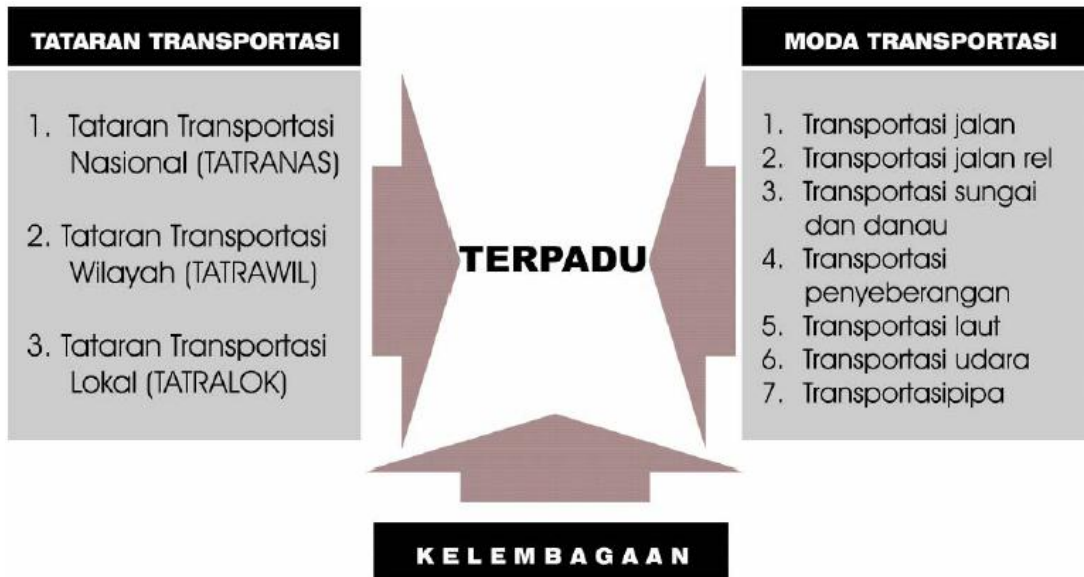 TATARAN TRANSPORTASI
1. Tataran Transportasi
Nasional (TATRANAS)
2. Tataran Transportasi
Wilayah (TATRAWIL)
3. Tataran Transportasi
Lokal (TATRALOK)
TERPADU
MODA TRANSPORTASI
1. Transportasi jalan
2. Transportasi jalan rel
3. Transportasi sungai
dan danau
4. Transportasi
penyeberangan
5. Transportasi laut
6. Transportasi udara
7. Transportasipipa
KELEMBAGAAN